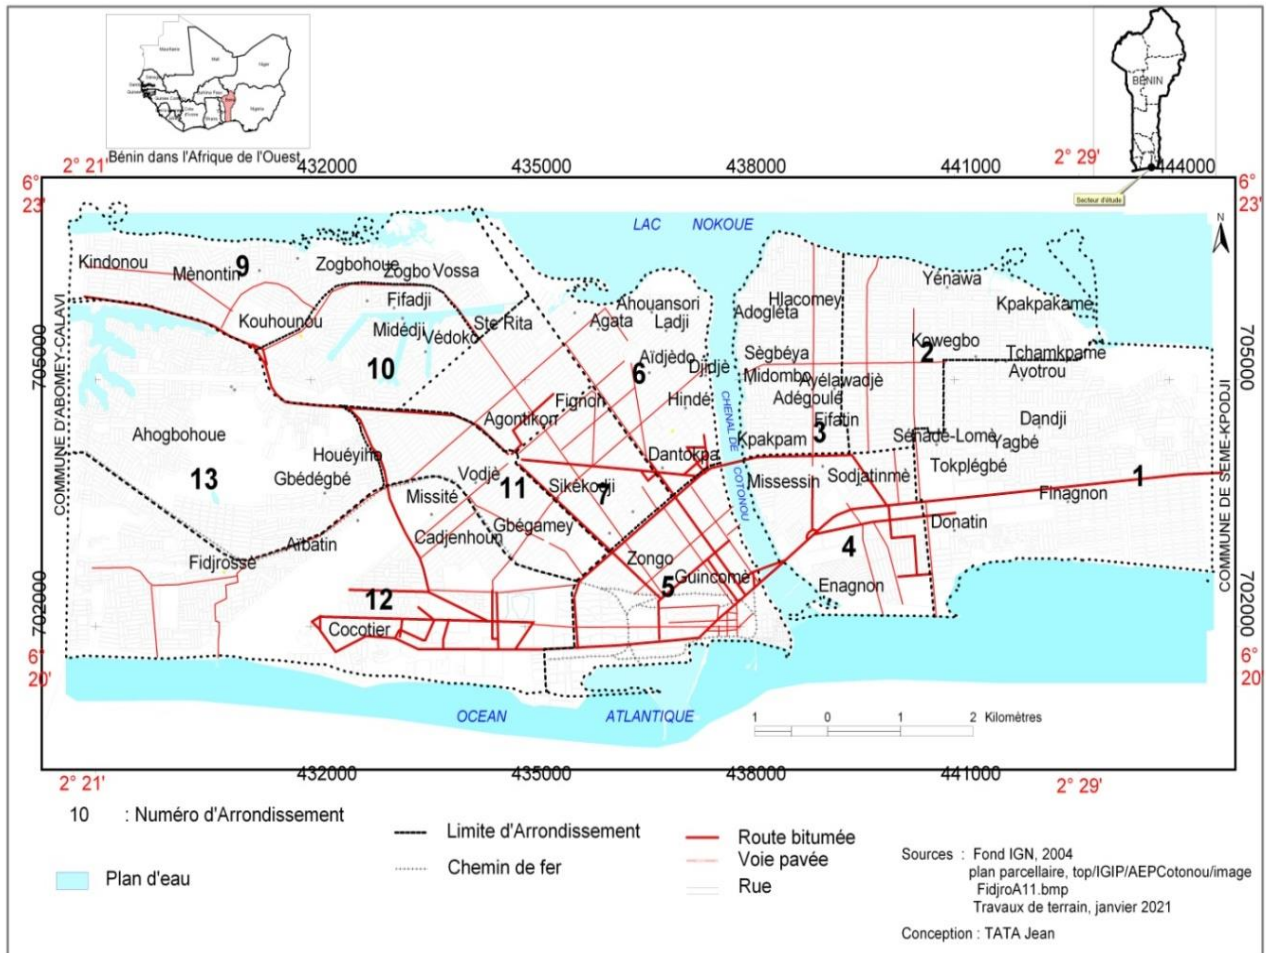 Mauritanie
Mali
Niger
Nigeria
Bénin dans l'Afrique de l'Ouest
BENIN
Secteur d'étude
2° 21'
432000
435000
438000
2° 29'
441000
444000
6°
23'
6°
23'
N
LAC NOKOUE
Kindonou
9
Mènontin
Zogbohoue
Zogbo
Vossa
Fifadji
Kouhounou
Midédji
Védoko
Ste Rita
10
Ahouansori
Agata
Ladji
Aïdjèdo
6
Djidjè
Hindé
Fignon
Agontikon
Dantokpa
Yénawa
Kpakpakamè
Hlacomey
Adogléta
Kowegbo
2
Tchamkpame
Avotrou
Sègbéya
Midombo
Ayélawadjè
Adégoulé
Fifatin
3
Kpakpam
Dandji
Sénadé-Lomè
Yagbé
Tokplégbé
1
Finagnon
Missessin
Sodjatinmè
Donatin
4
Enagnon
CHENAL DE COTONOU
Ahogbohoue
13
Houéyiho
Gbédégbé
Vodjè
11
Sikèkodji
7
Missité
Gbégamey
Cadjenhoun
Zongo
5
Guincomè
Aïbatin
Fidjrossè
12
Cocotier
COMMUNE D'ABOMEY-CALAVI
COMMUNE DE SEME-KPODJI
705000
705000
702000
702000
6°
20'
6°
20'
OCEAN ATLANTIQUE
1 0 1 2 Kilomètres
2° 21'
432000
435000
438000
441000
2° 29'
10 : Numéro d'Arrondissement
Plan d'eau
Limite d'Arrondissement
Chemin de fer
Route bitumée
Voie pavée
Rue
Sources : Fond IGN, 2004
plan parcellaire, top/IGIP/AEPCotonou/image
FidjroA11.bmp
Travaux de terrain, janvier 2021
Conception : TATA Jean